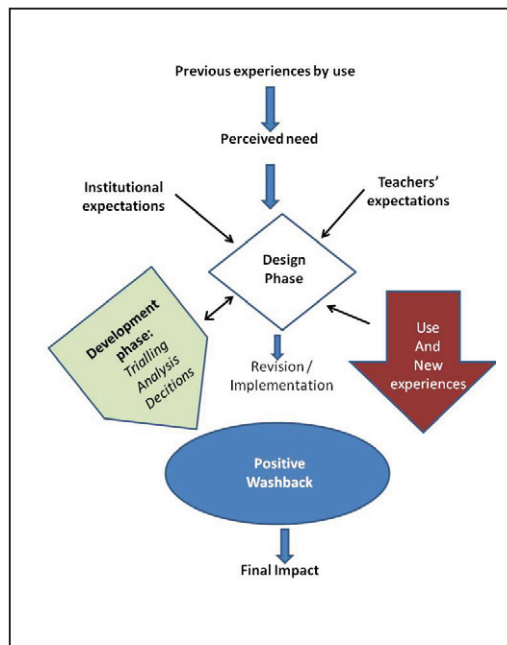 Previous experiences by use
Perceived need
Institutional
expectations
Teachers'
expectations
Design
Phase
Development
phase:
Trialling
Analysis
Decitions
Revision /
Implementation
Use
And
New
experiences
Positive
Washback
Final Impact